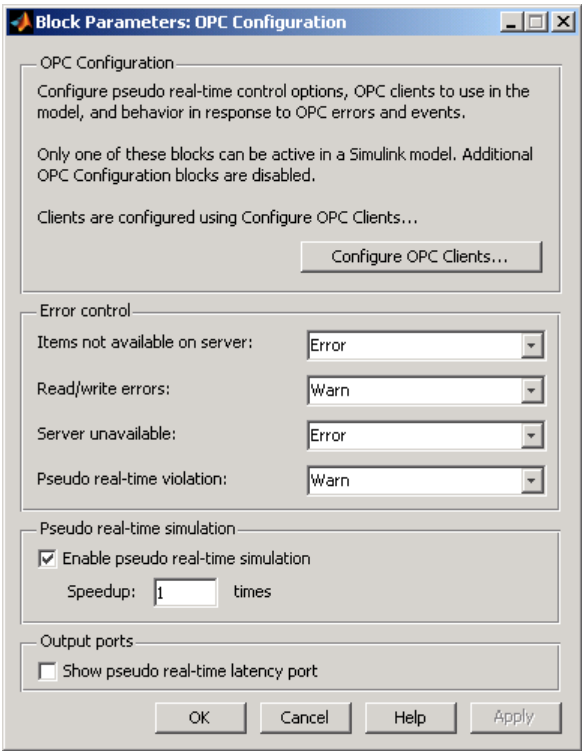 Block Parameters: OPC Configuration
OPC Configuration
Configure pseudo real-time control options, OPC clients to use in the
model, and behavior in response to OPC errors and events.
Only one of these blocks can be active in a Simulink model. Additional
OPC Configuration blocks are disabled.
Clients are configured using Configure OPC Clients...
Configure OPC Clients...
Error control
Items not available on server: Error
Read/write errors: Warn
Server unavailable: Error
Pseudo real-time violation: Warn
Pseudo real-time simulation
Enable pseudo real-time simulation
Speedup: 1 times
Output ports
Show pseudo real-time latency port
OK Cancel Help Apply